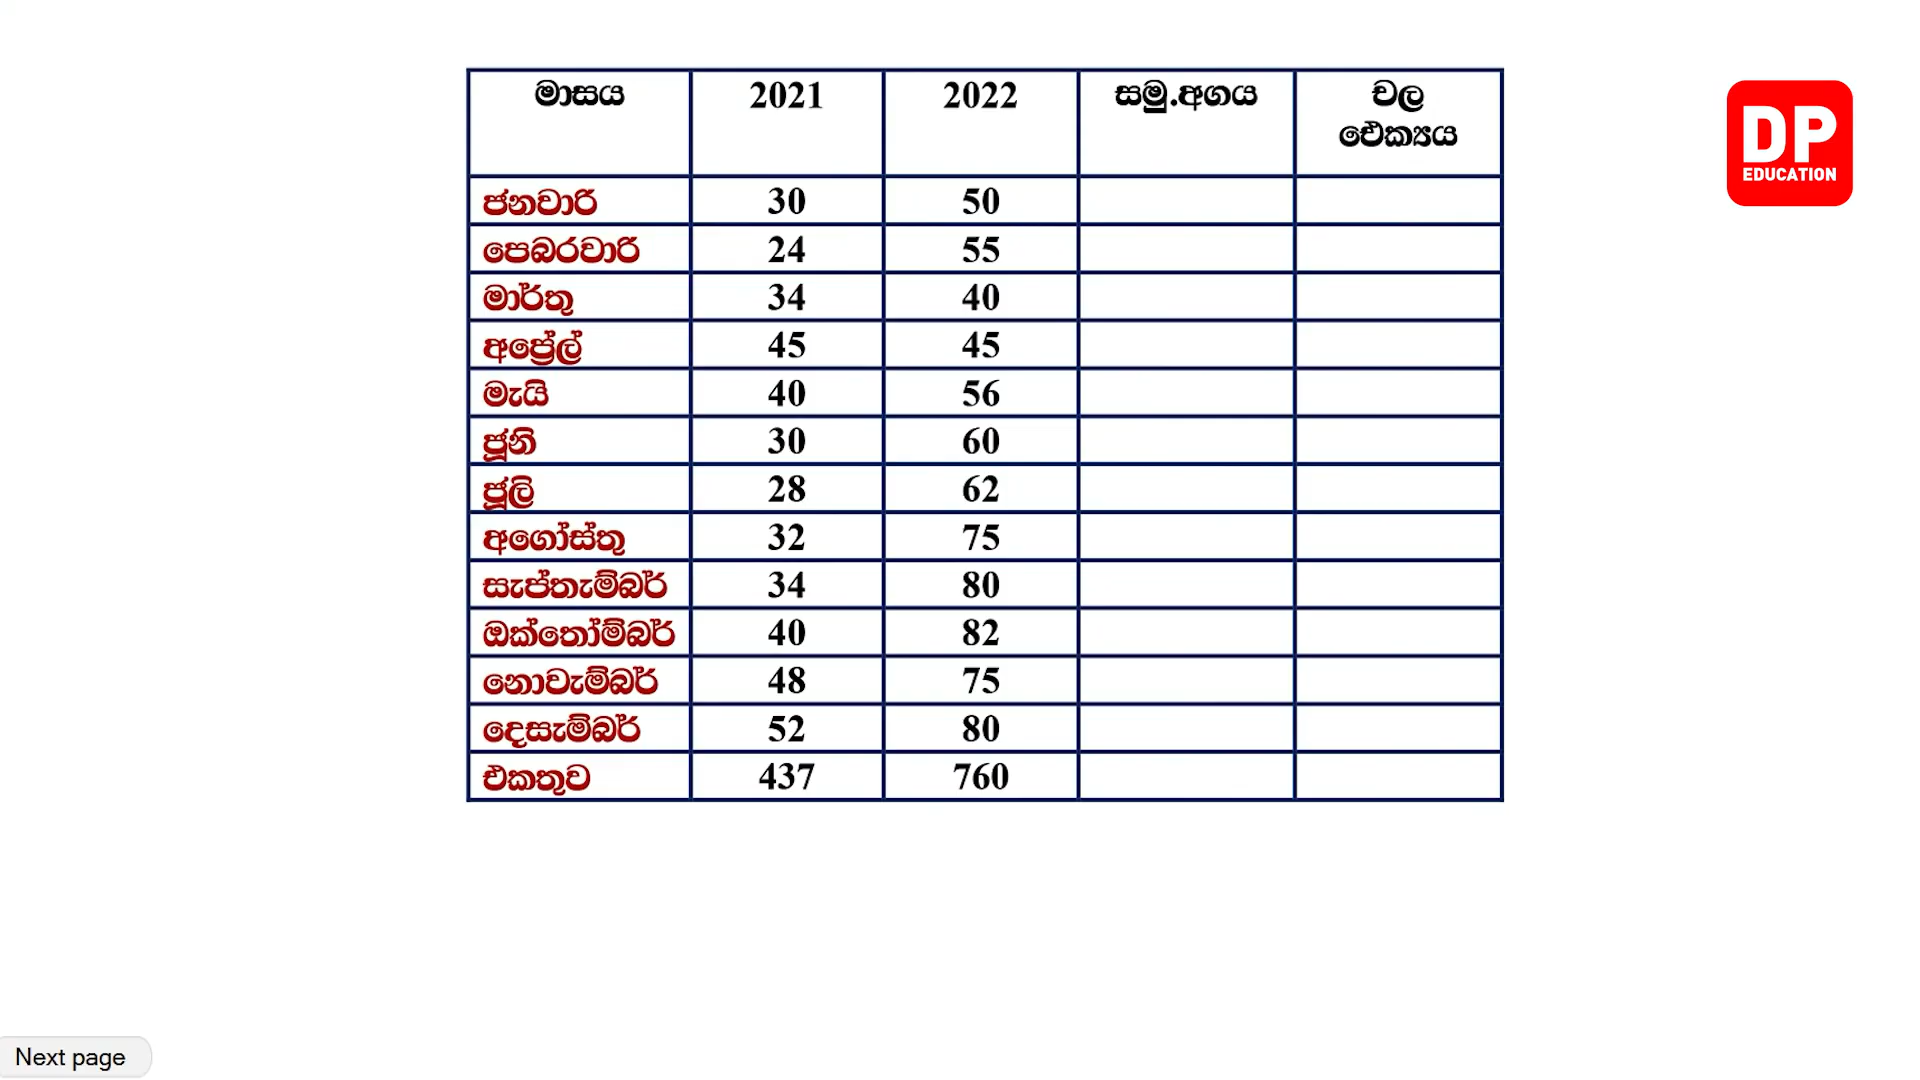 මාසය 2021 2022 සමු.අගය චල ඓක්‍යය
ජනවාරි 30 50
පෙබරවාරි 24 55
මාර්තු 34 40
අප්‍රේල් 45 45
මැයි 40 56
ජූනි 30 60
ජූලි 28 62
අගෝස්තු 32 75
සැප්තැම්බර් 34 80
ඔක්තෝම්බර් 40 82
නොවැම්බර් 48 75
දෙසැම්බර් 52 80
එකතුව 437 760
DP
EDUCATION
Next page